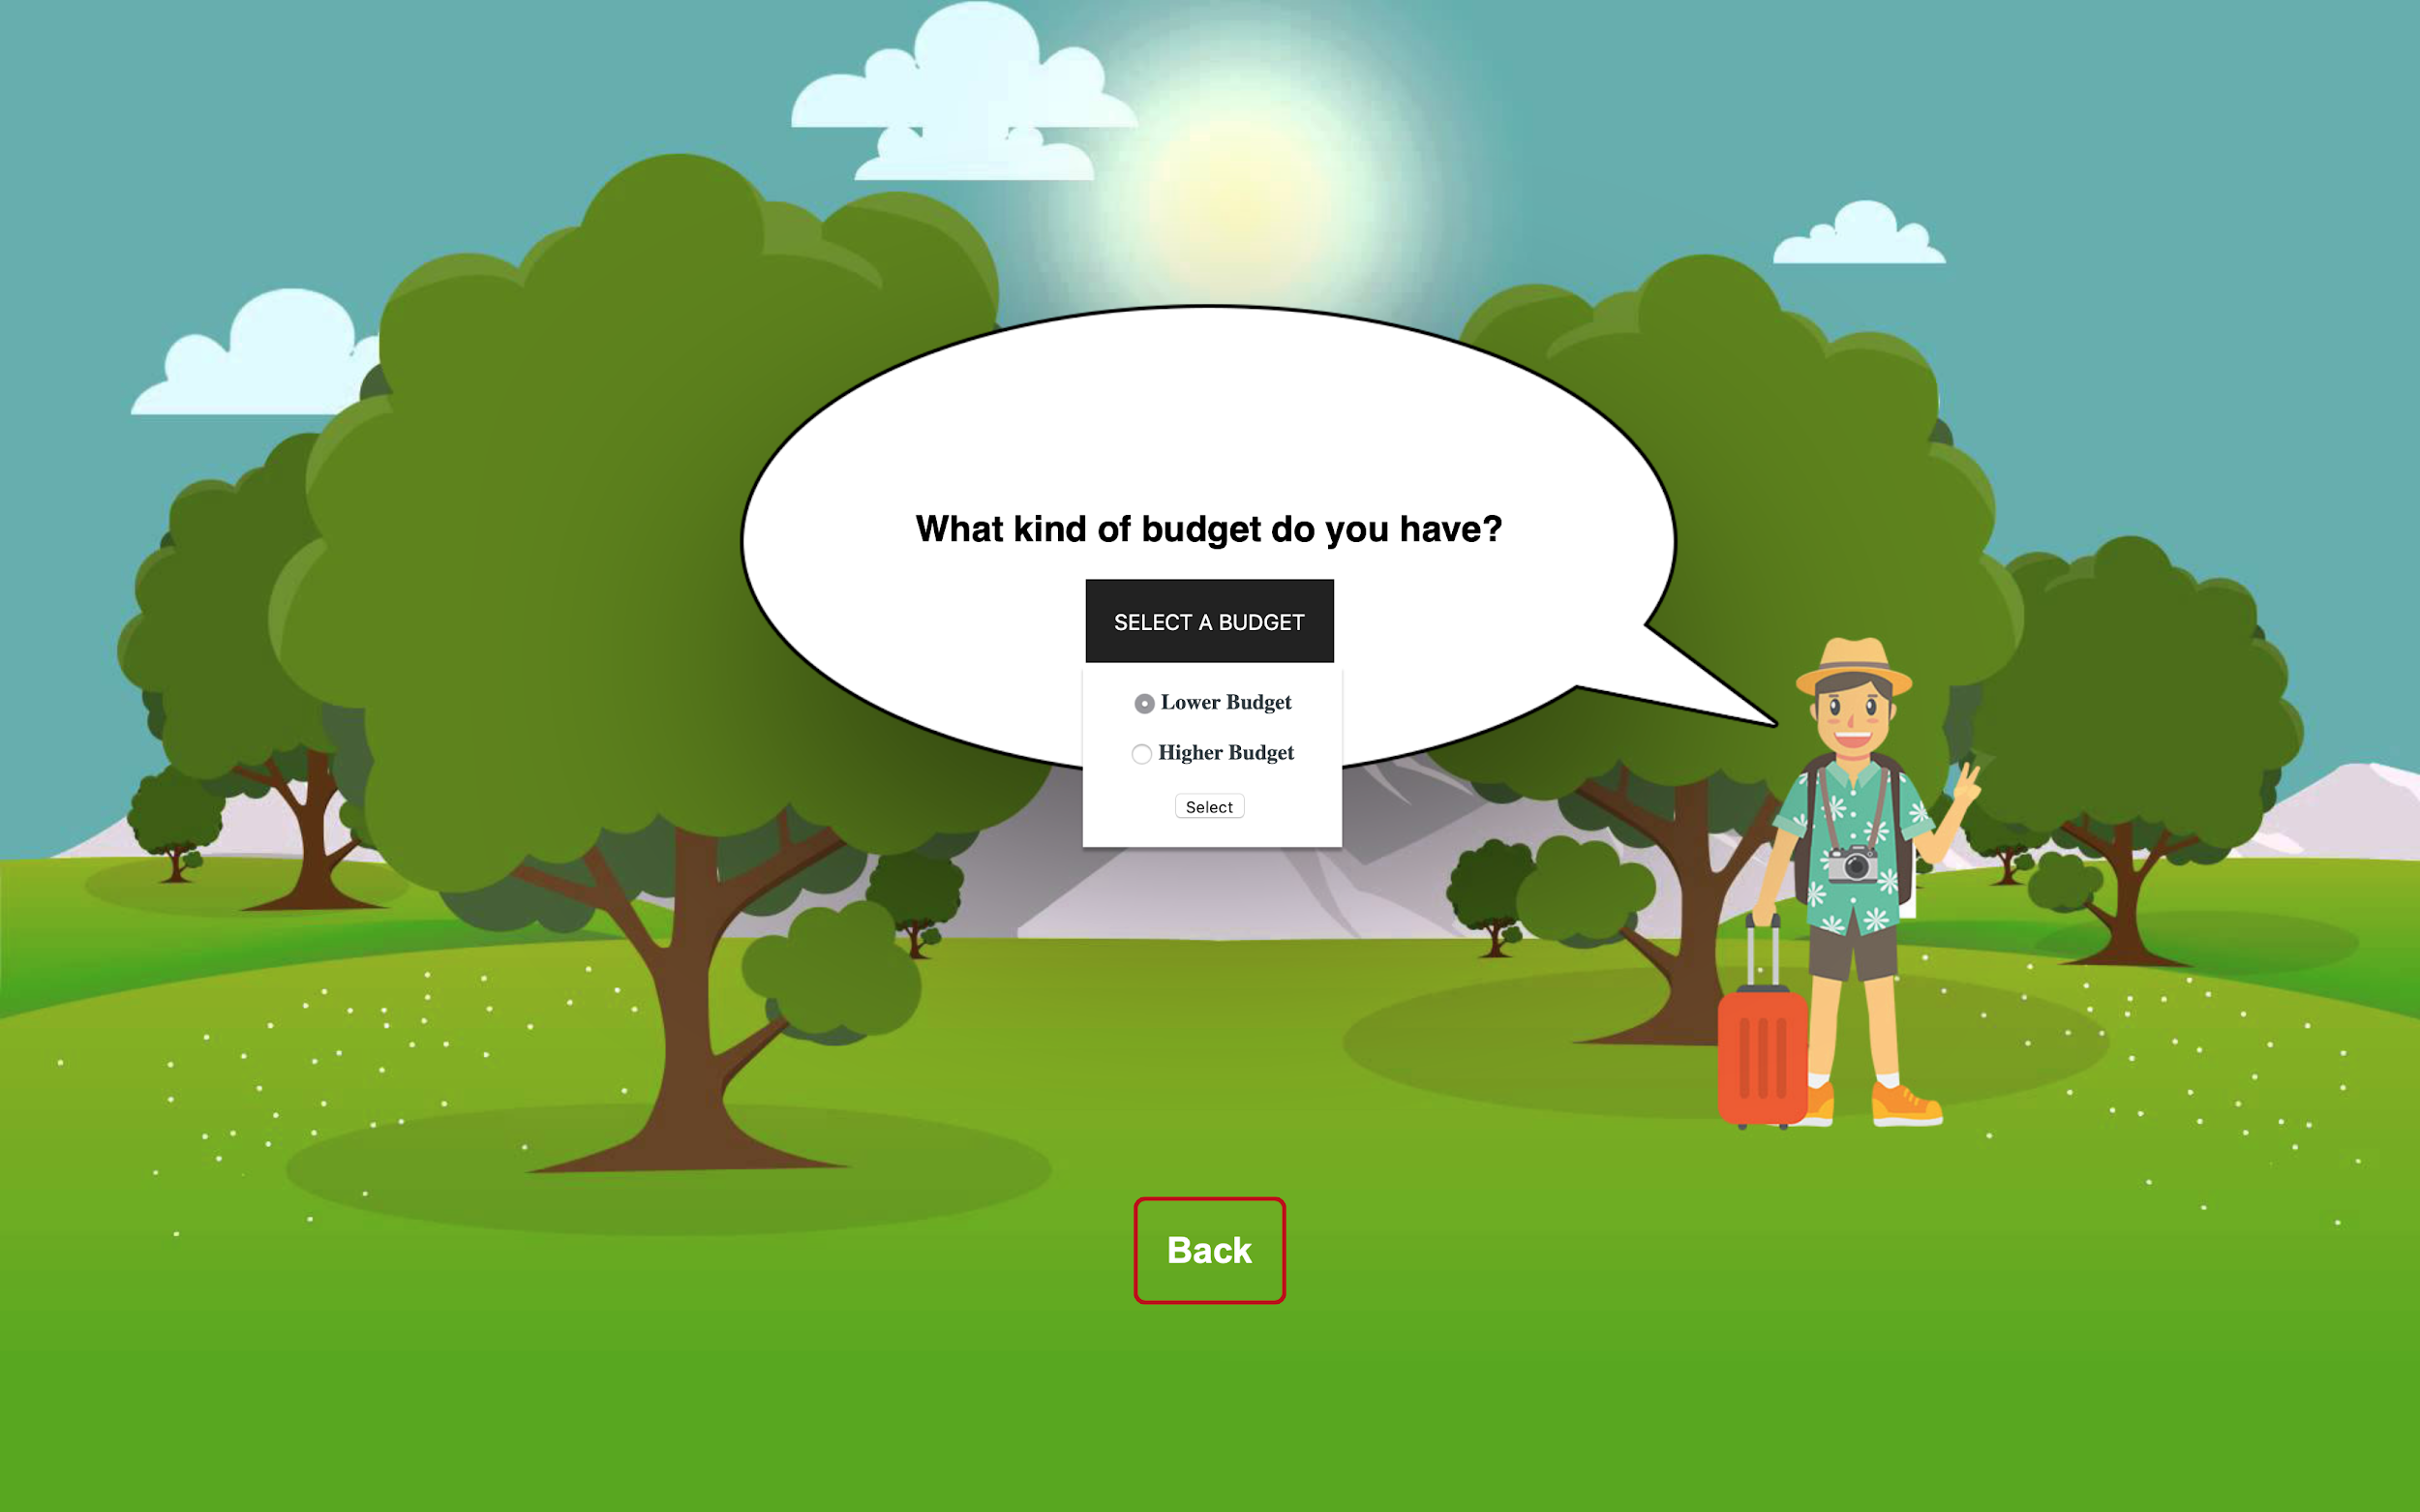 What kind of budget do you have?
SELECT A BUDGET
Lower Budget
Higher Budget
Select
Back